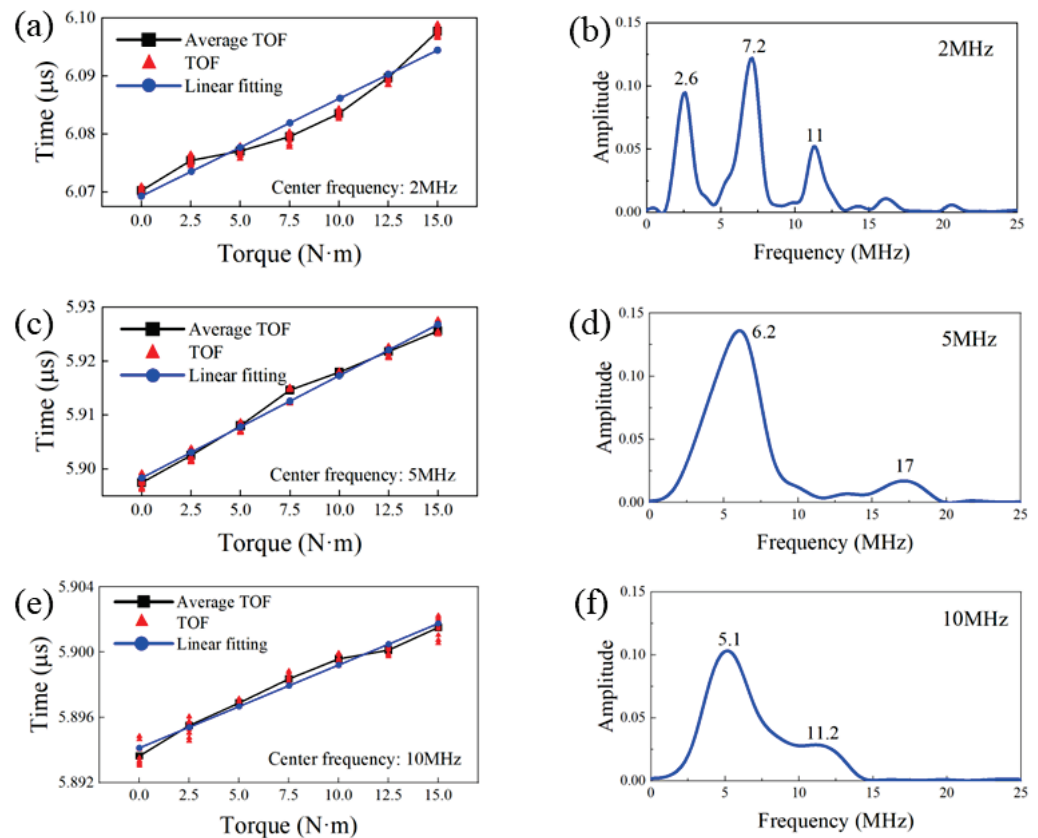 (a)
6.10
6.09
6.08
6.07
Time (μs)
Average TOF
TOF
Linear fitting
Center frequency: 2MHz
0.0 2.5 5.0 7.5 10.0 12.5 15.0
Torque (N·m)
(b)
0.15
0.10
0.05
0.00
Amplitude
2.6
7.2
11
2MHz
0 5 10 15 20 25
Frequency (MHz)
(c)
5.93
5.92
5.91
5.90
Time (μs)
Average TOF
TOF
Linear fitting
Center frequency: 5MHz
0.0 2.5 5.0 7.5 10.0 12.5 15.0
Torque (N·m)
(d)
0.15
0.10
0.05
0.00
Amplitude
6.2
17
5MHz
0 5 10 15 20 25
Frequency (MHz)
(e)
5.904
5.900
5.896
5.892
Time (μs)
Average TOF
TOF
Linear fitting
Center frequency: 10MHz
0.0 2.5 5.0 7.5 10.0 12.5 15.0
Torque (N·m)
(f)
0.15
0.10
0.05
0.00
Amplitude
5.1
11.2
10MHz
0 5 10 15 20 25
Frequency (MHz)